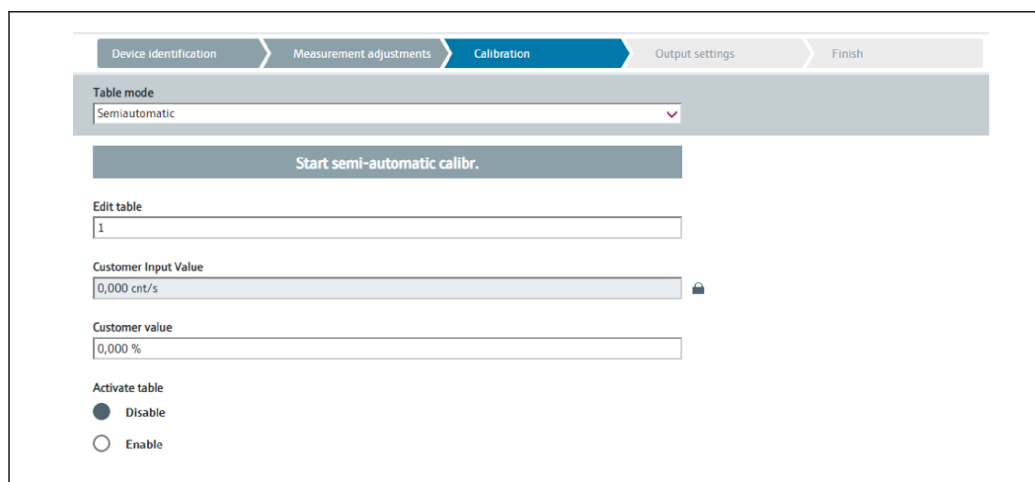 Device identification Measurement adjustments Calibration Output settings Finish
Table mode
Semiautomatic
Start semi-automatic calibr.
Edit table
1
Customer Input Value
0,000 cnt/s
Customer value
0,000 %
Activate table
Disable
Enable